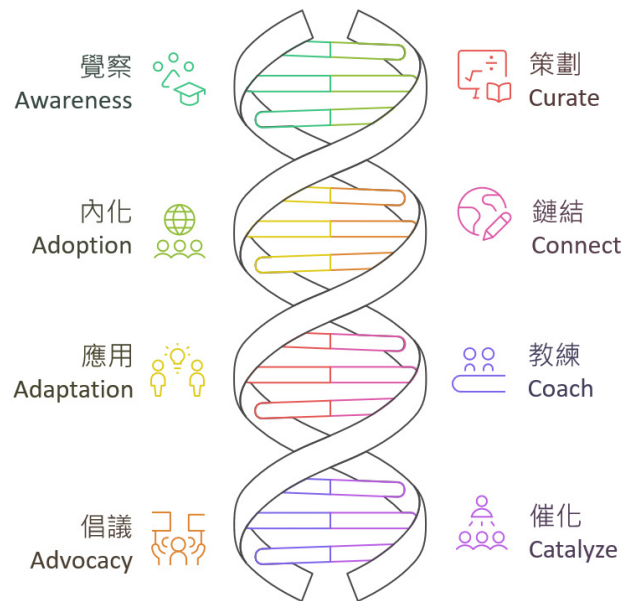 覺察
Awareness
策劃
Curate
內化
Adoption
鏈結
Connect
應用
Adaptation
教練
Coach
倡議
Advocacy
催化
Catalyze